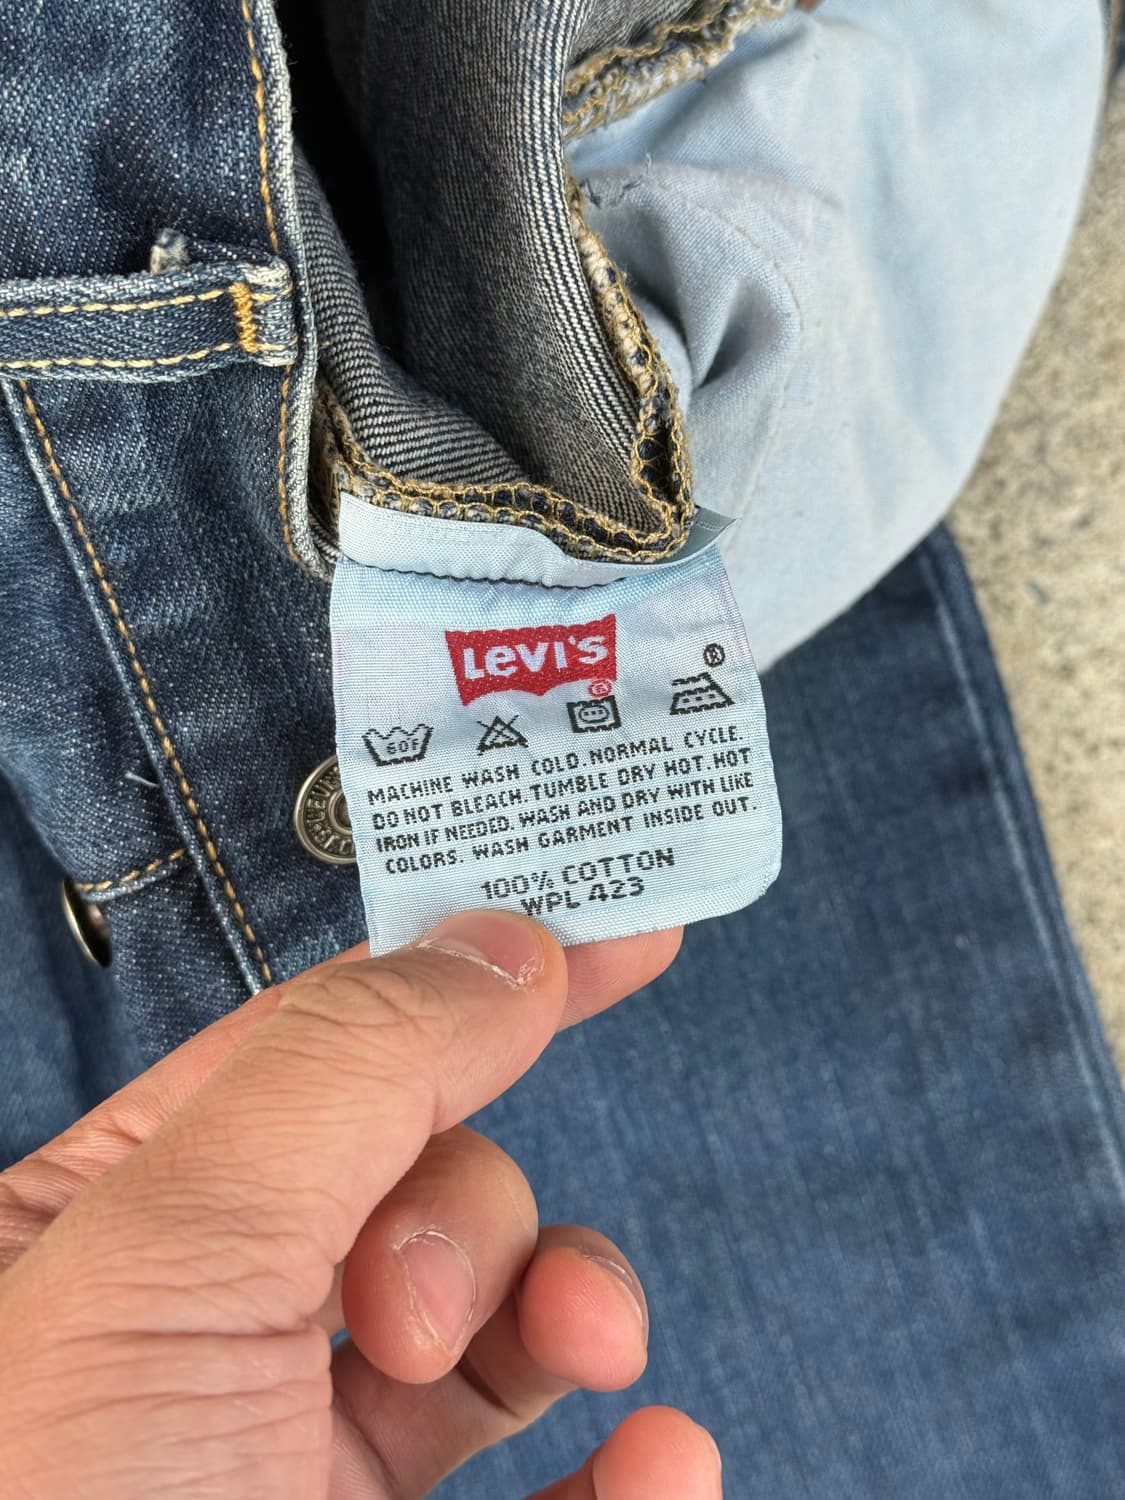 Levi's
®
®
60F
MACHINE WASH COLD. NORMAL CYCLE.
DO NOT BLEACH. TUMBLE DRY HOT. HOT
IRON IF NEEDED. WASH AND DRY WITH LIKE
COLORS. WASH GARMENT INSIDE OUT.
100% COTTON
WPL 423